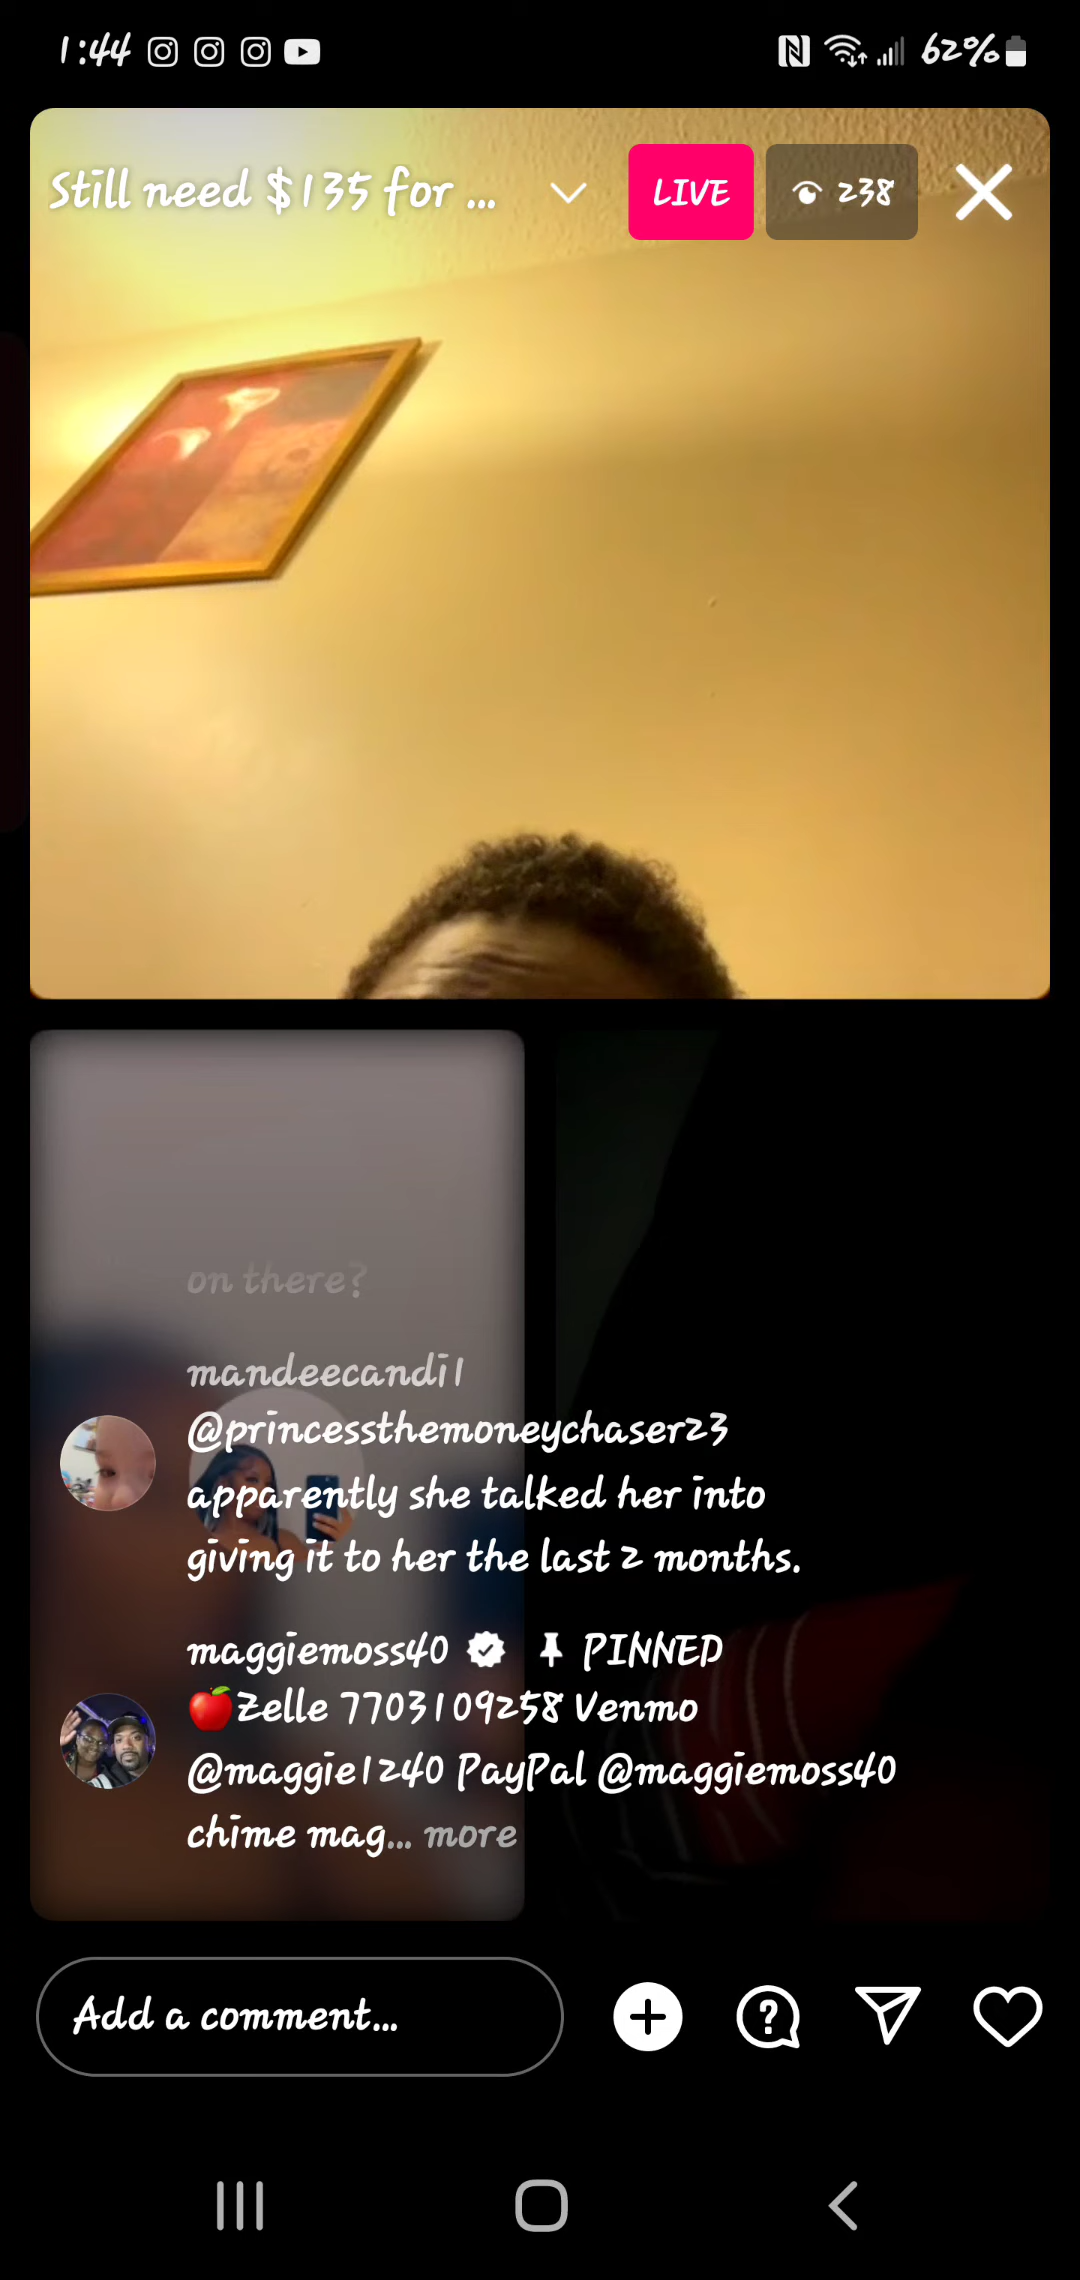 1:44
62%
Still need $135 for ...
LIVE
238
on there?
mandeecandi1
@princessthemoneychaser23
apparently she talked her into
giving it to her the last 2 months.
maggiemoss40 PINNED
🍎Zelle 7703109258 Venmo
@maggie1240 PayPal @maggiemoss40
chime mag... more
Add a comment...